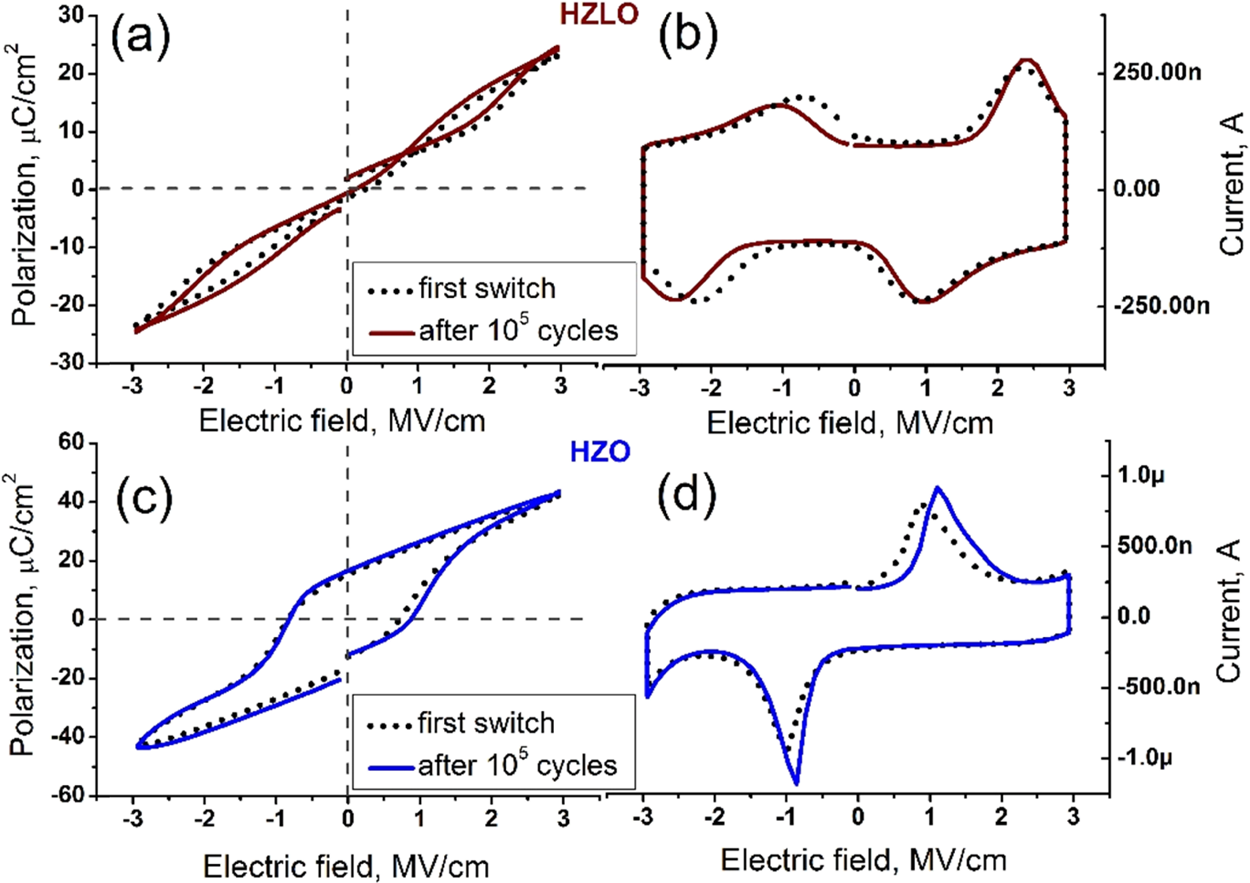 HZLO
(a)
Polarization, μC/cm2
30
20
10
0
-10
-20
-30
-3 -2 -1 0 1 2 3
Electric field, MV/cm
first switch
after 105 cycles
(b)
250.00n
0.00
-250.00n
Current, A
-3 -2 -1 0 1 2 3
Electric field, MV/cm
HZO
(c)
Polarization, μC/cm2
60
40
20
0
-20
-40
-60
-3 -2 -1 0 1 2 3
Electric field, MV/cm
first switch
after 105 cycles
(d)
1.0μ
500.0n
0.0
-500.0n
-1.0μ
Current, A
-3 -2 -1 0 1 2 3
Electric field, MV/cm